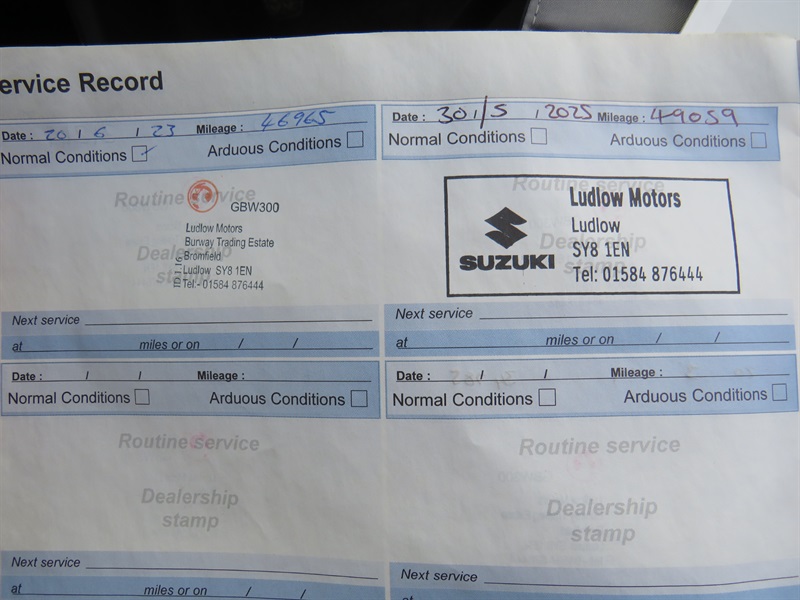 ervice Record
Date : 20 / 6 / 23 Mileage : 46965
Normal Conditions Arduous Conditions
Routine service
GBW300
Ludlow Motors
Burway Trading Estate
Bromfield
Ludlow SY8 1EN
Tel:- 01584 876444
Dealership
stamp
Next service
at miles or on / /
Date : 30 / 5 / 2025 Mileage : 49059
Normal Conditions Arduous Conditions
Routine service
Dealership
stamp
SUZUKI
Ludlow Motors
Ludlow
SY8 1EN
Tel: 01584 876444
Next service
at miles or on / /
Date : / / Mileage :
Normal Conditions Arduous Conditions
Routine service
Dealership
stamp
Next service
at miles or on / /
Date : / / Mileage :
Normal Conditions Arduous Conditions
Routine service
Dealership
stamp
Next service